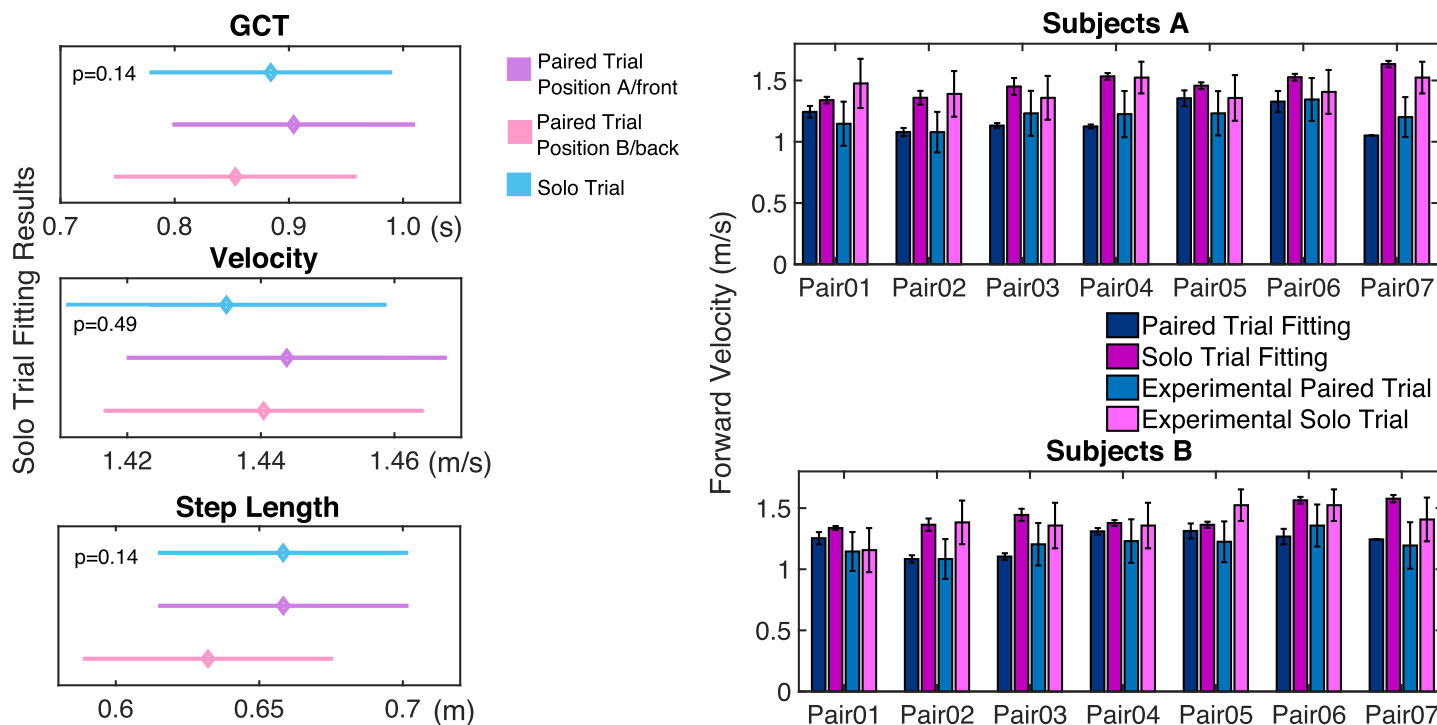 GCT
p=0.14
0.7 0.8 0.9 1.0 (s)
Paired Trial
Position A/front
Paired Trial
Position B/back
Solo Trial
Solo Trial Fitting Results
Velocity
p=0.49
1.42 1.44 1.46 (m/s)
Step Length
p=0.14
0.6 0.65 0.7 (m)
Subjects A
Forward Velocity (m/s)
1.5
1
0.5
0
Pair01 Pair02 Pair03 Pair04 Pair05 Pair06 Pair07
Paired Trial Fitting
Solo Trial Fitting
Experimental Paired Trial
Experimental Solo Trial
Subjects B
1.5
1
0.5
0
Pair01 Pair02 Pair03 Pair04 Pair05 Pair06 Pair07